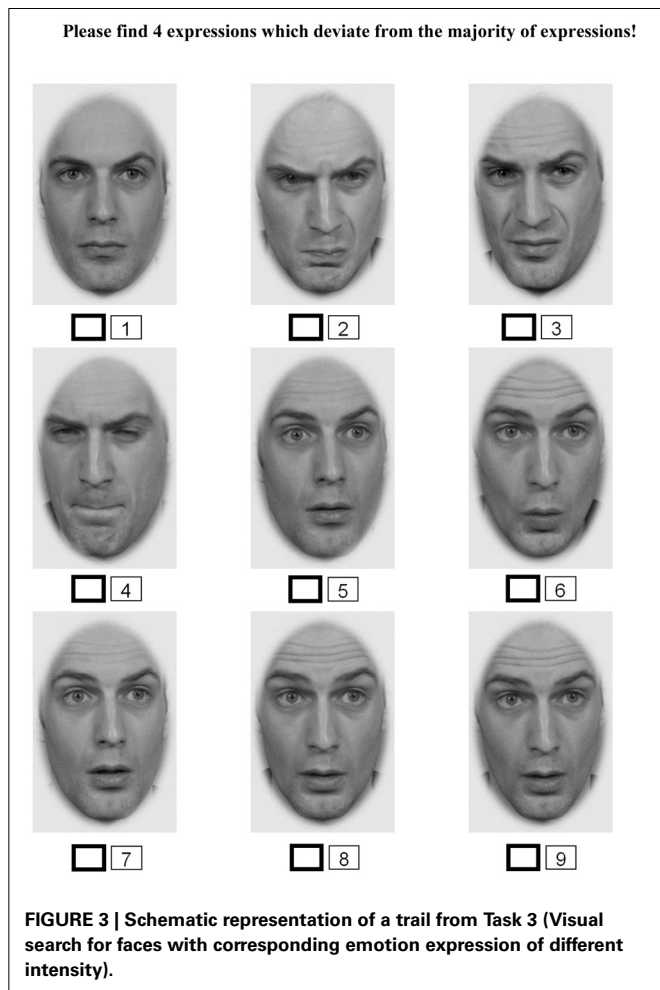 Please find 4 expressions which deviate from the majority of expressions!
1 2 3
4 5 6
7 8 9
FIGURE 3 | Schematic representation of a trail from Task 3 (Visual
search for faces with corresponding emotion expression of different
intensity).